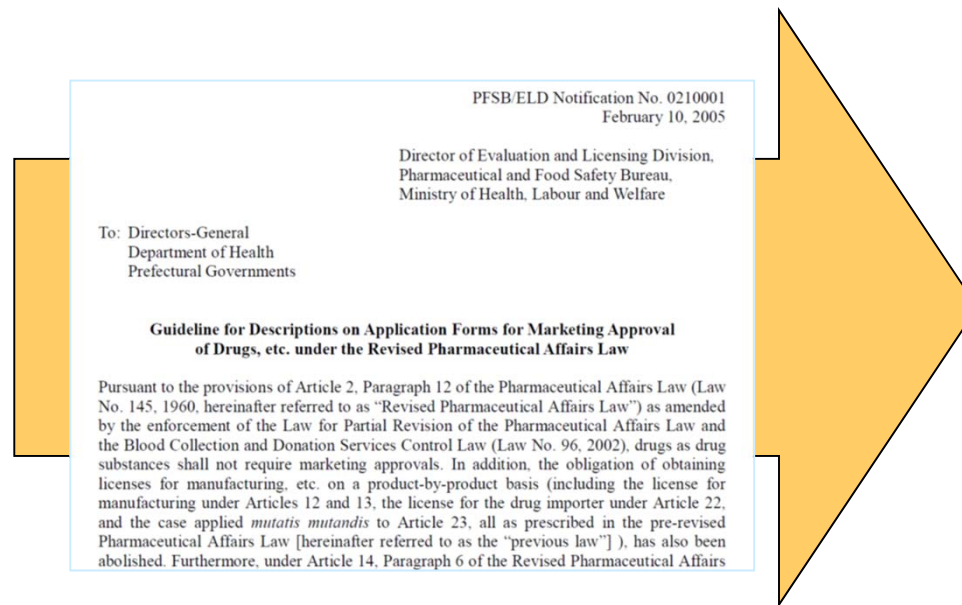 PFSB/ELD Notification No. 0210001
February 10, 2005
Director of Evaluation and Licensing Division,
Pharmaceutical and Food Safety Bureau,
Ministry of Health, Labour and Welfare
To: Directors-General
Department of Health
Prefectural Governments
Guideline for Descriptions on Application Forms for Marketing Approval
of Drugs, etc. under the Revised Pharmaceutical Affairs Law
Pursuant to the provisions of Article 2, Paragraph 12 of the Pharmaceutical Affairs Law (Law
No. 145, 1960, hereinafter referred to as “Revised Pharmaceutical Affairs Law”) as amended
by the enforcement of the Law for Partial Revision of the Pharmaceutical Affairs Law and
the Blood Collection and Donation Services Control Law (Law No. 96, 2002), drugs as drug
substances shall not require marketing approvals. In addition, the obligation of obtaining
licenses for manufacturing, etc. on a product-by-product basis (including the license for
manufacturing under Articles 12 and 13, the license for the drug importer under Article 22,
and the case applied mutatis mutandis to Article 23, all as prescribed in the pre-revised
Pharmaceutical Affairs Law [hereinafter referred to as the “previous law”] ), has also been
abolished. Furthermore, under Article 14, Paragraph 6 of the Revised Pharmaceutical Affairs